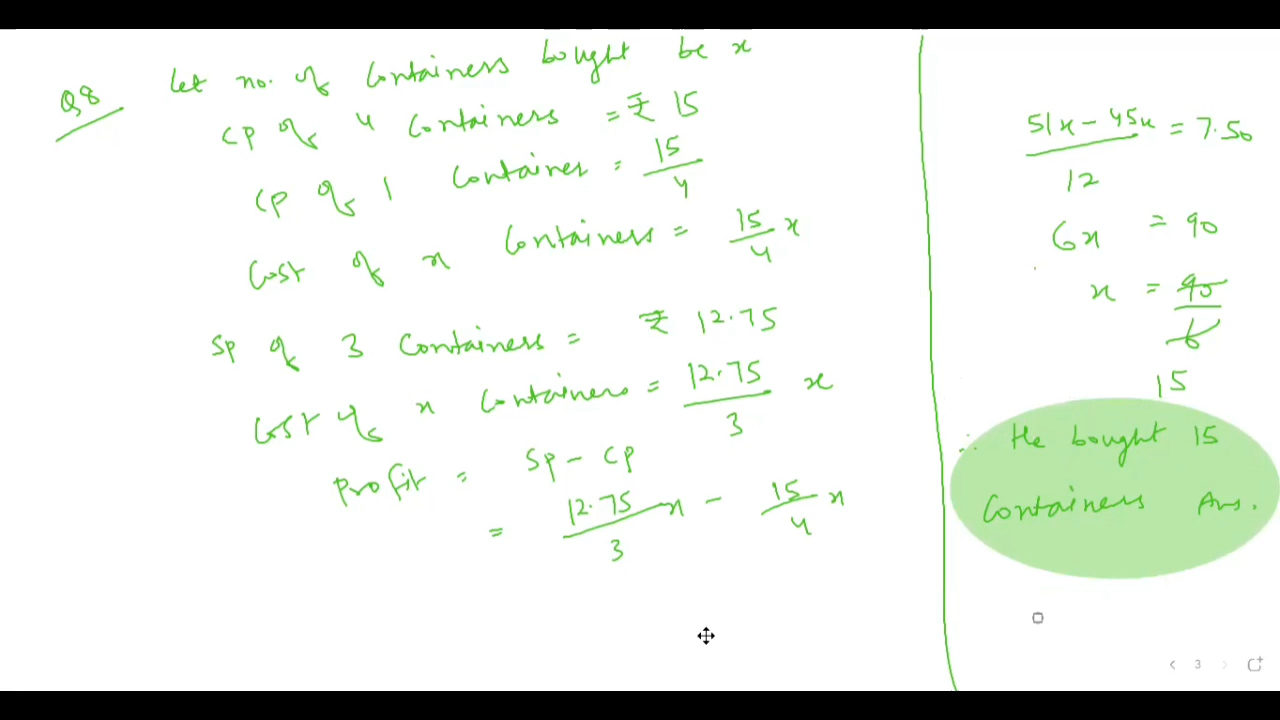 Q8 Let no. of Containers bought be x
CP of 4 Containers = ₹ 15
CP of 1 Container = 15/4
Cost of x Containers = 15/4 x
SP of 3 Containers = ₹ 12.75
Cost of x Containers = 12.75/3 x
Profit = SP - CP
= 12.75/3 x - 15/4 x
51x - 45x / 12 = 7.50
6x = 90
x = 90/6
15
∴ He bought 15
Containers Ans.
3